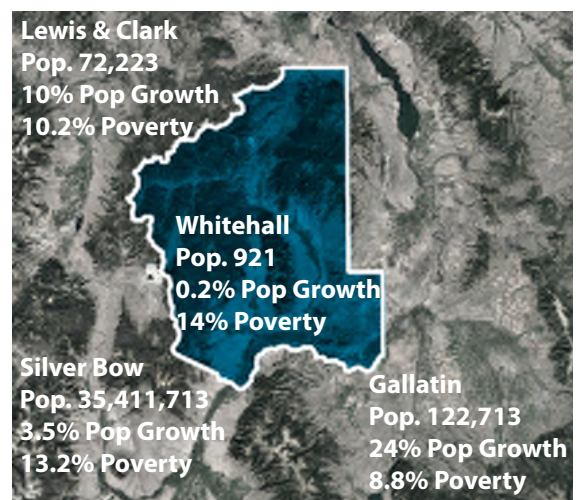 Lewis & Clark
Pop. 72,223
10% Pop Growth
10.2% Poverty
Whitehall
Pop. 921
0.2% Pop Growth
14% Poverty
Silver Bow
Pop. 35,411,713
3.5% Pop Growth
13.2% Poverty
Gallatin
Pop. 122,713
24% Pop Growth
8.8% Poverty